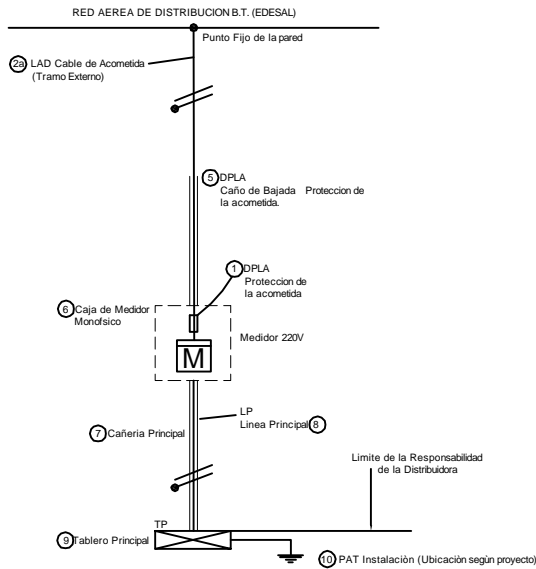 RED AEREA DE DISTRIBUCION B.T. (EDESAL)
Punto Fijo de la pared
2a LAD Cable de Acometida
(Tramo Externo)
5 DPLA
Caño de Bajada Proteccion de
la acometida.
1 DPLA
Proteccion de
la acometida
6 Caja de Medidor
Monofsico
Medidor 220V
M
LP
Linea Principal 8
7 Cañeria Principal
Limite de la Responsabilidad
de la Distribuidora
TP
9 Tablero Principal
10 PAT Instalaciòn (Ubicaciòn segùn proyecto)